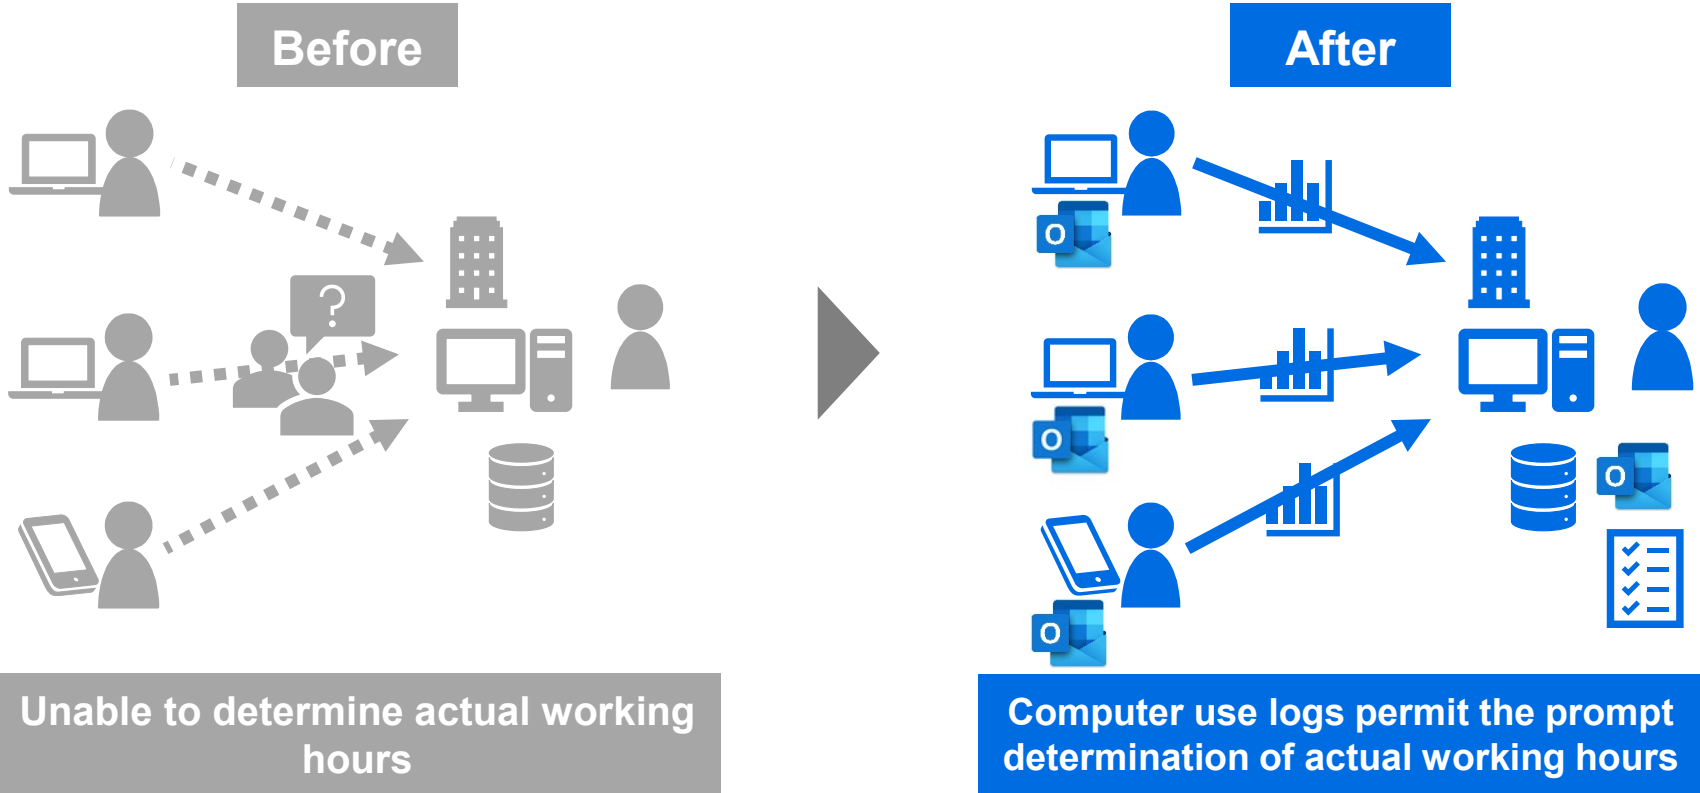 Before
After
?
O
O
O
O
Unable to determine actual working
hours
Computer use logs permit the prompt
determination of actual working hours